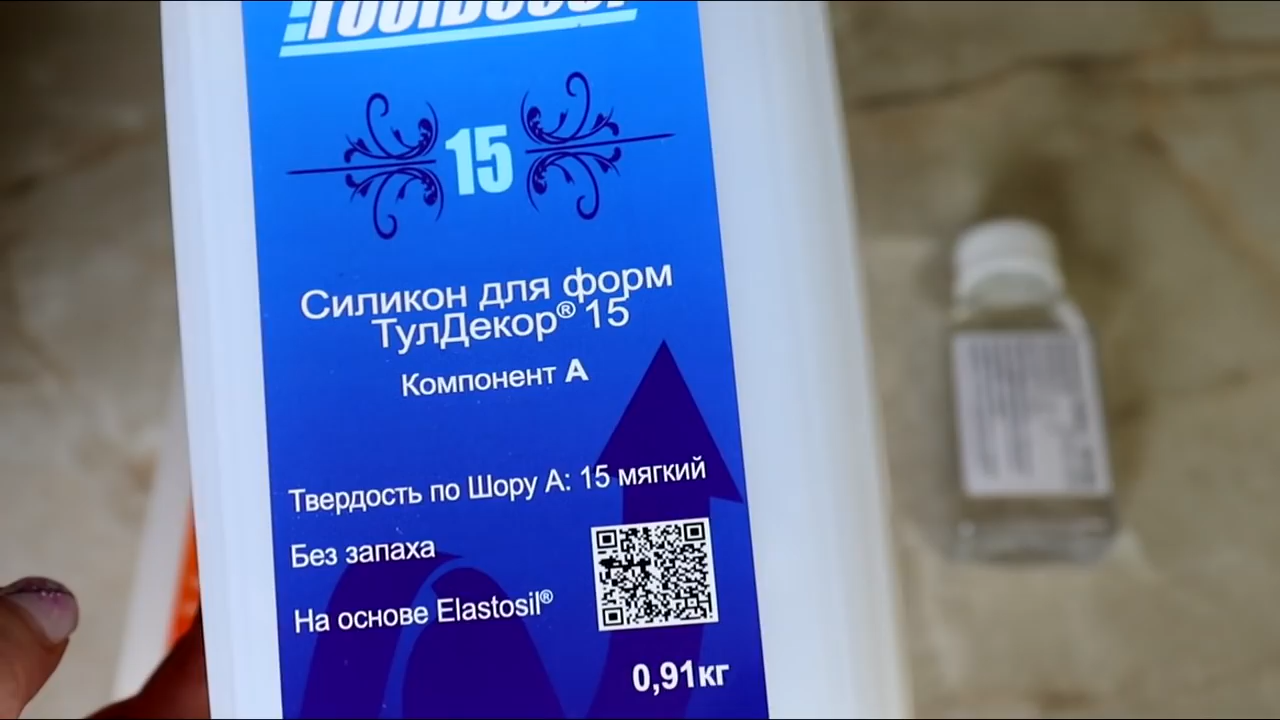 15
Силикон для форм
ТулДекор® 15
Компонент А
Твердость по Шору А: 15 мягкий
Без запаха
На основе Elastosil®
0,91кг